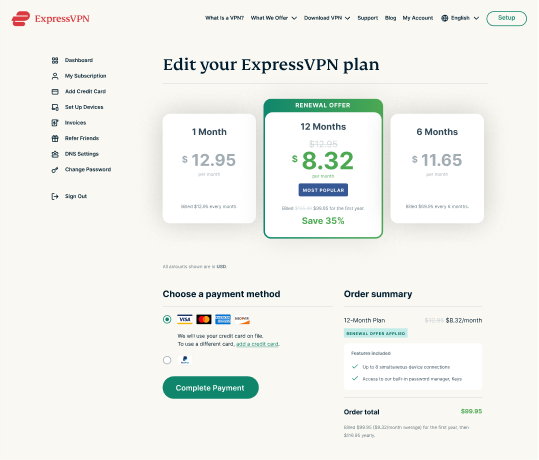 ExpressVPN
What Is a VPN?
What We Offer
Download VPN
Support
Blog
My Account
English
Setup
Dashboard
My Subscription
Add Credit Card
Set Up Devices
Invoices
Refer Friends
DNS Settings
Change Password
Sign Out
Edit your ExpressVPN plan
1 Month
$ 12.95
per month
Billed $12.95 every month.
RENEWAL OFFER
12 Months
$12.95
$ 8.32
per month
MOST POPULAR
Billed $99.95 for the first year.
Save 35%
6 Months
$ 11.65
per month
Billed $69.95 every 6 months.
All amounts shown are in USD.
Choose a payment method
VISA
DISCOVER
We will use your credit card on file.
To use a different card, add a credit card.
PayPal
Complete Payment
Order summary
12-Month Plan
$12.95 $8.32/month
RENEWAL OFFER APPLIED
Features included:
Up to 8 simultaneous device connections
Access to our built-in password manager, Keys
Order total
$99.95
Billed $99.95 ($8.32/month average) for the first year, then
$116.95 yearly.